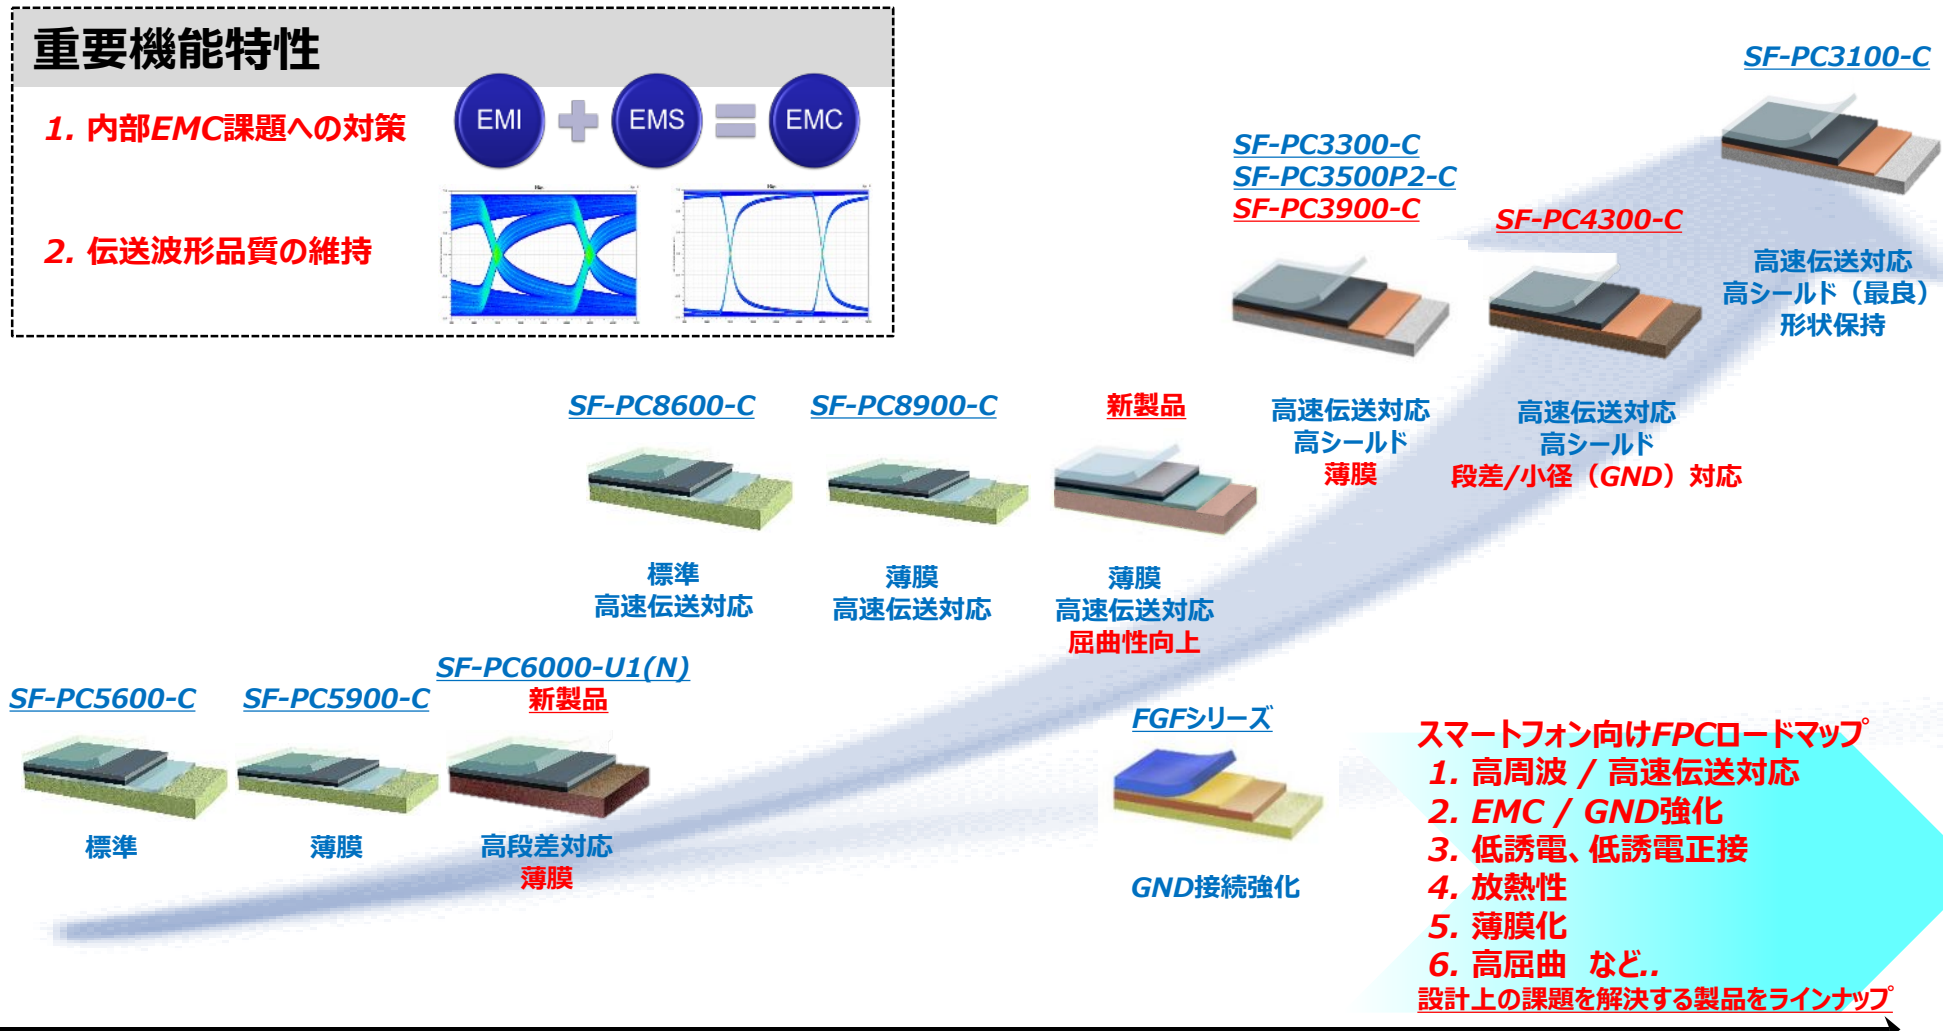 重要機能特性
1. 内部EMC課題への対策
EMI
EMS
EMC
2. 伝送波形品質の維持
SF-PC3100-C
高速伝送対応
高シールド（最良）
形状保持
SF-PC3300-C
SF-PC3500P2-C
SF-PC3900-C
高速伝送対応
高シールド
薄膜
SF-PC4300-C
高速伝送対応
高シールド
段差/小径（GND）対応
SF-PC8600-C
標準
高速伝送対応
SF-PC8900-C
薄膜
高速伝送対応
新製品
薄膜
高速伝送対応
屈曲性向上
SF-PC5600-C
標準
SF-PC5900-C
薄膜
SF-PC6000-U1(N)
新製品
高段差対応
薄膜
FGFシリーズ
GND接続強化
スマートフォン向けFPCロードマップ
1. 高周波 / 高速伝送対応
2. EMC / GND強化
3. 低誘電、低誘電正接
4. 放熱性
5. 薄膜化
6. 高屈曲 など..
設計上の課題を解決する製品をラインナップ